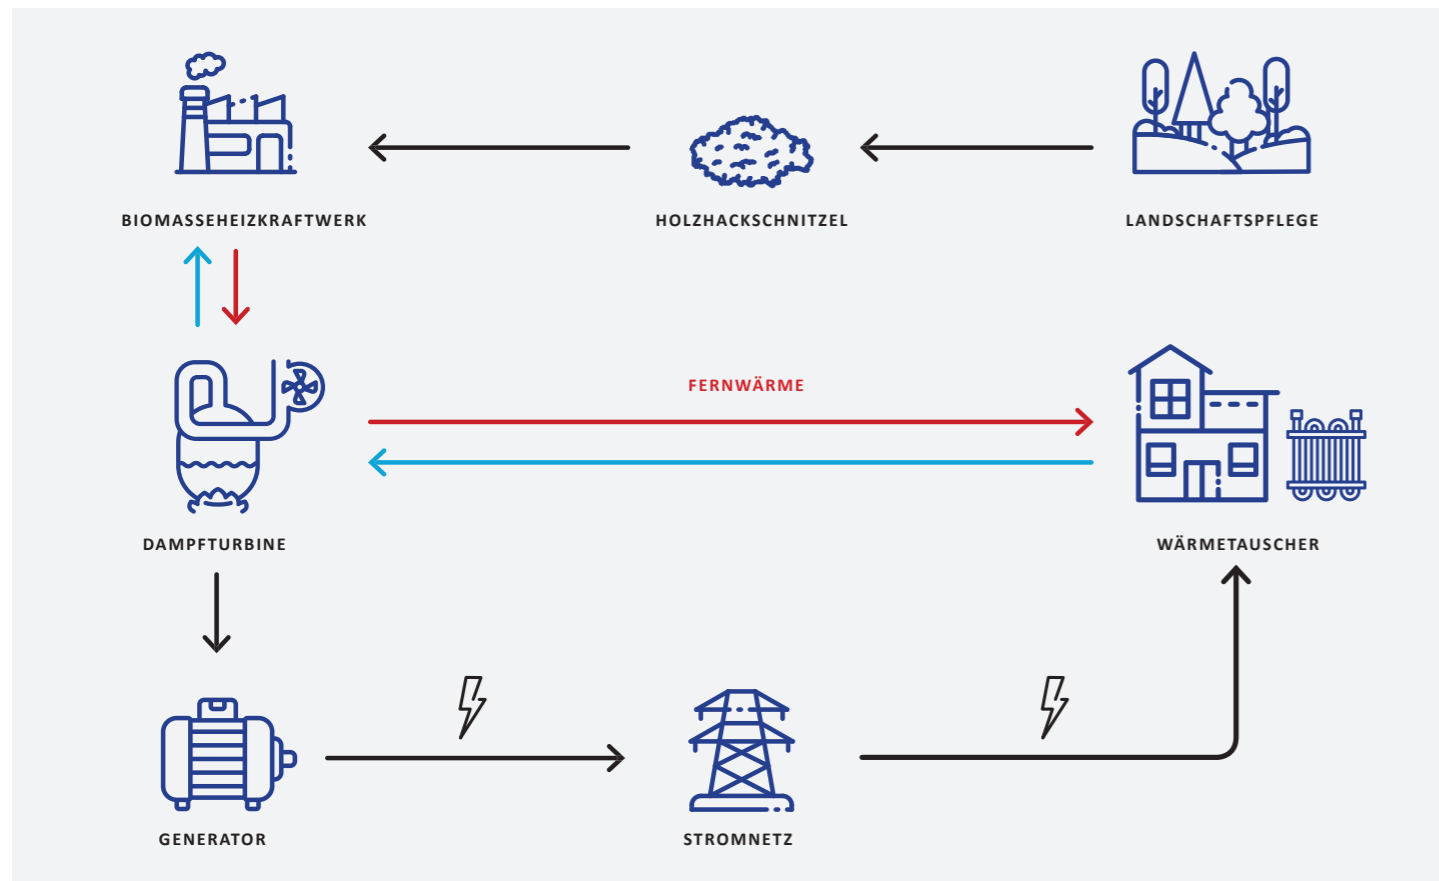 BIOMASSEHEIZKRAFTWERK
HOLZHACKSCHNITZEL
LANDSCHAFTSPFLEGE
FERNWÄRME
DAMPFTURBINE
WÄRMETAUSCHER
GENERATOR
STROMNETZ